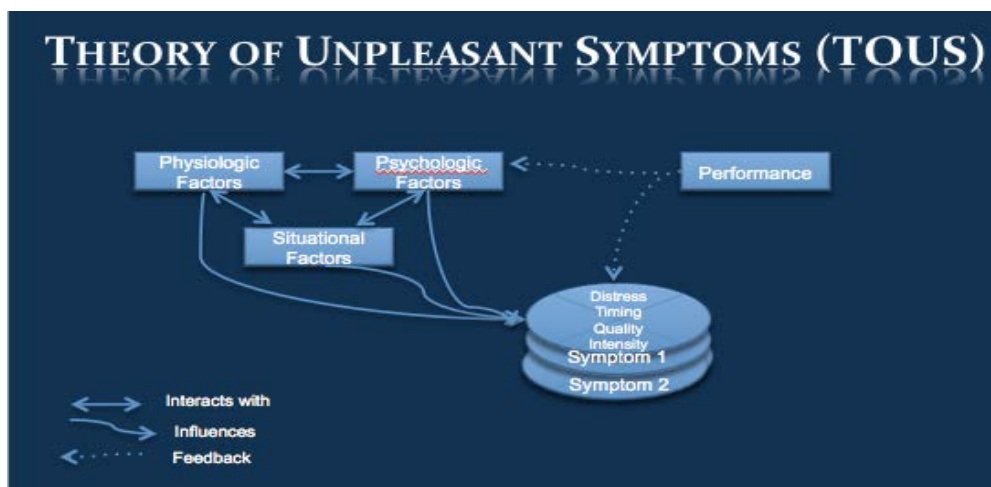 THEORY OF UNPLEASANT SYMPTOMS (TOUS)
Physiologic
Factors
Psychologic
Factors
Performance
Situational
Factors
Distress
Timing
Quality
Intensity
Symptom 1
Symptom 2
Interacts with
Influences
Feedback